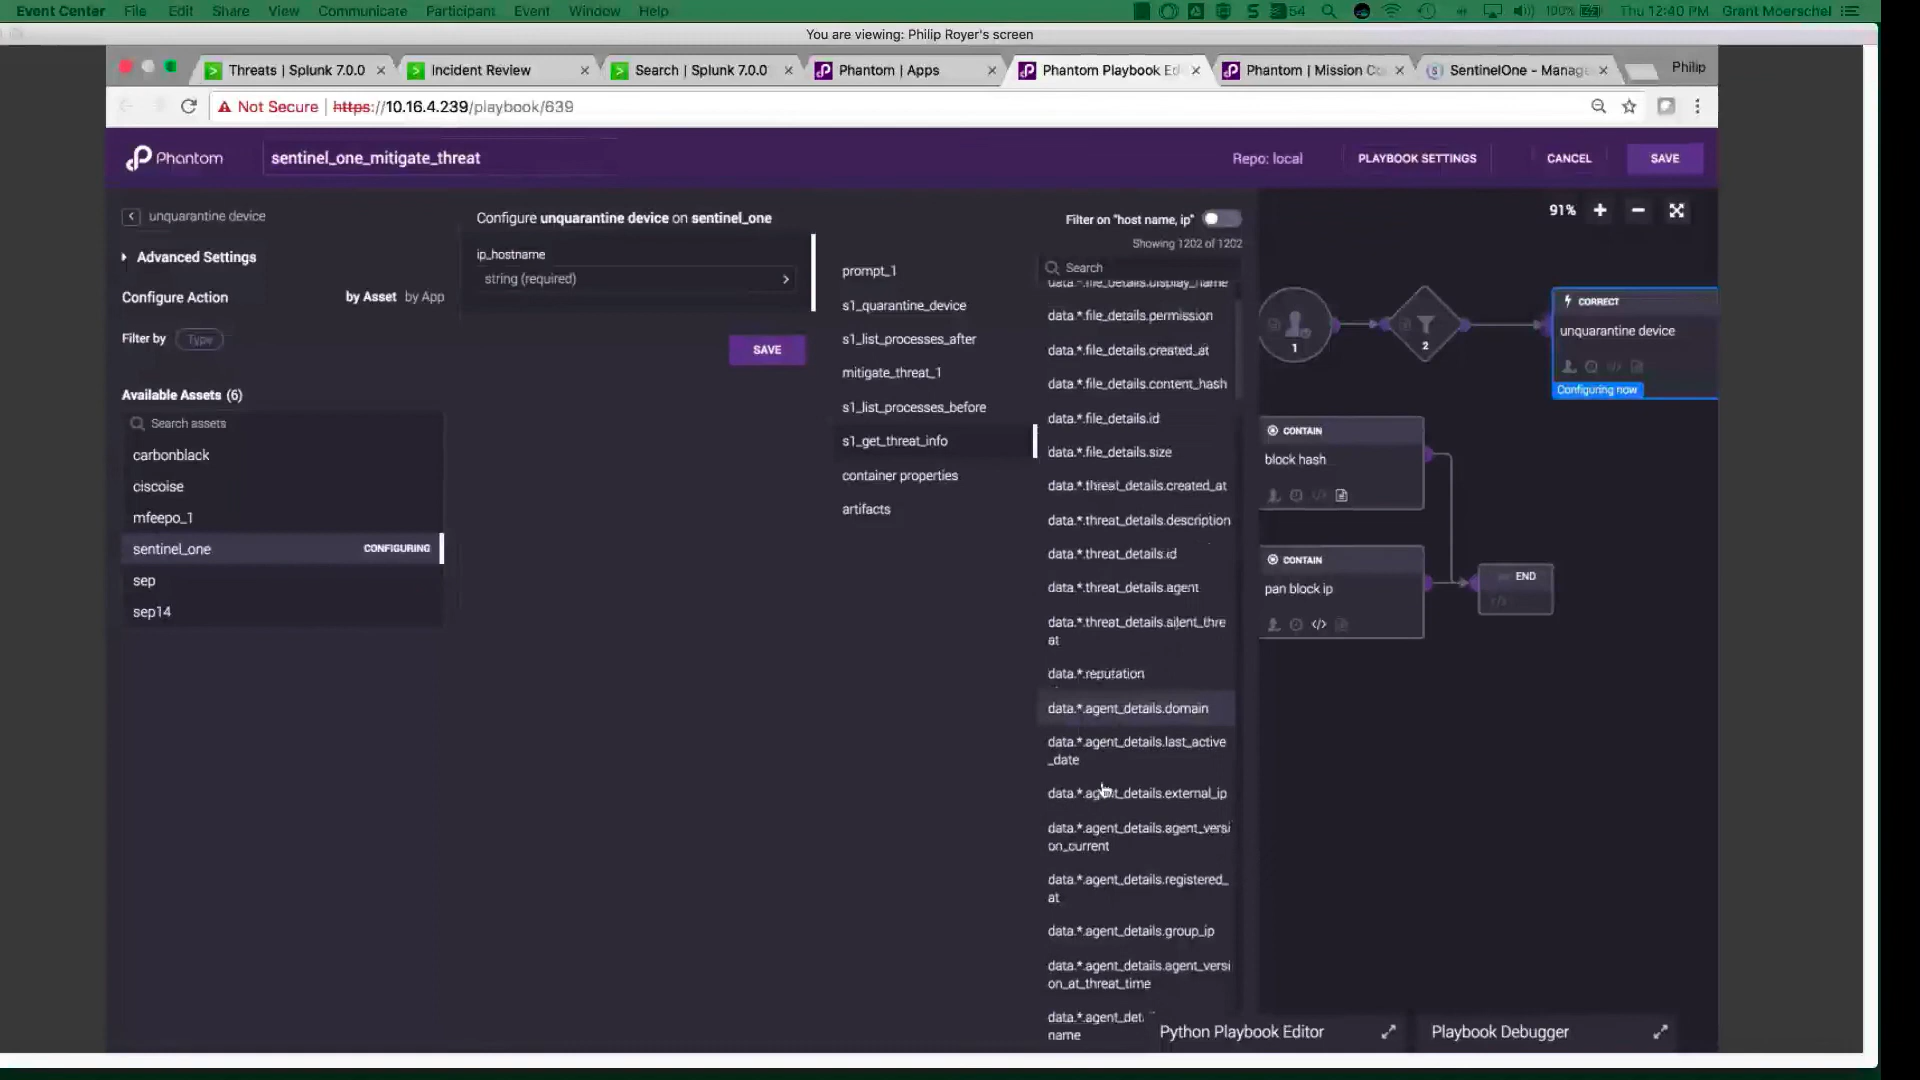 Event Center File Edit Share View Communicate Participant Event Window Help 54 100% Thu 12:40 PM Grant Moerschel
You are viewing: Philip Royer's screen
Threats | Splunk 7.0.0 Incident Review Search | Splunk 7.0.0 Phantom | Apps Phantom Playbook Ed Phantom | Mission Co SentinelOne - Manage Philip
Not Secure https://10.16.4.239/playbook/639
Phantom sentinel_one_mitigate_threat Repo: local PLAYBOOK SETTINGS CANCEL SAVE
unquarantine device
Advanced Settings
Configure Action by Asset by App
Filter by Type
Available Assets (6)
Search assets
carbonblack
ciscoise
mfeepo_1
sentinel_one CONFIGURING
sep
sep14
Configure unquarantine device on sentinel_one
ip_hostname
string (required)
SAVE
prompt_1
s1_quarantine_device
s1_list_processes_after
mitigate_threat_1
s1_list_processes_before
s1_get_threat_info
container properties
artifacts
Filter on "host name, ip"
Showing 1202 of 1202
Search
data.*.file_details.display_name
data.*.file_details.permission
data.*.file_details.created_at
data.*.file_details.content_hash
data.*.file_details.id
data.*.file_details.size
data.*.threat_details.created_at
data.*.threat_details.description
data.*.threat_details.id
data.*.threat_details.agent
data.*.threat_details.silent_thre
at
data.*.reputation
data.*.agent_details.domain
data.*.agent_details.last_active
_date
data.*.agent_details.external_ip
data.*.agent_details.agent_versi
on_current
data.*.agent_details.registered_
at
data.*.agent_details.group_ip
data.*.agent_details.agent_versi
on_at_threat_time
data.*.agent_det
name
91%
1
2
CORRECT
unquarantine device
Configuring now
CONTAIN
block hash
CONTAIN
pan block ip
END
Python Playbook Editor
Playbook Debugger